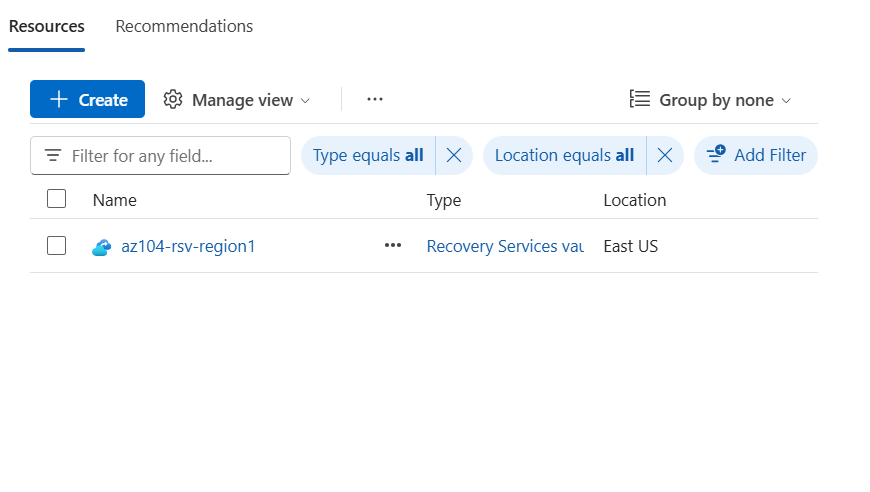 Resources Recommendations
Create Manage view ... Group by none
Filter for any field... Type equals all Location equals all Add Filter
Name Type Location
az104-rsv-region1 ... Recovery Services vau East US